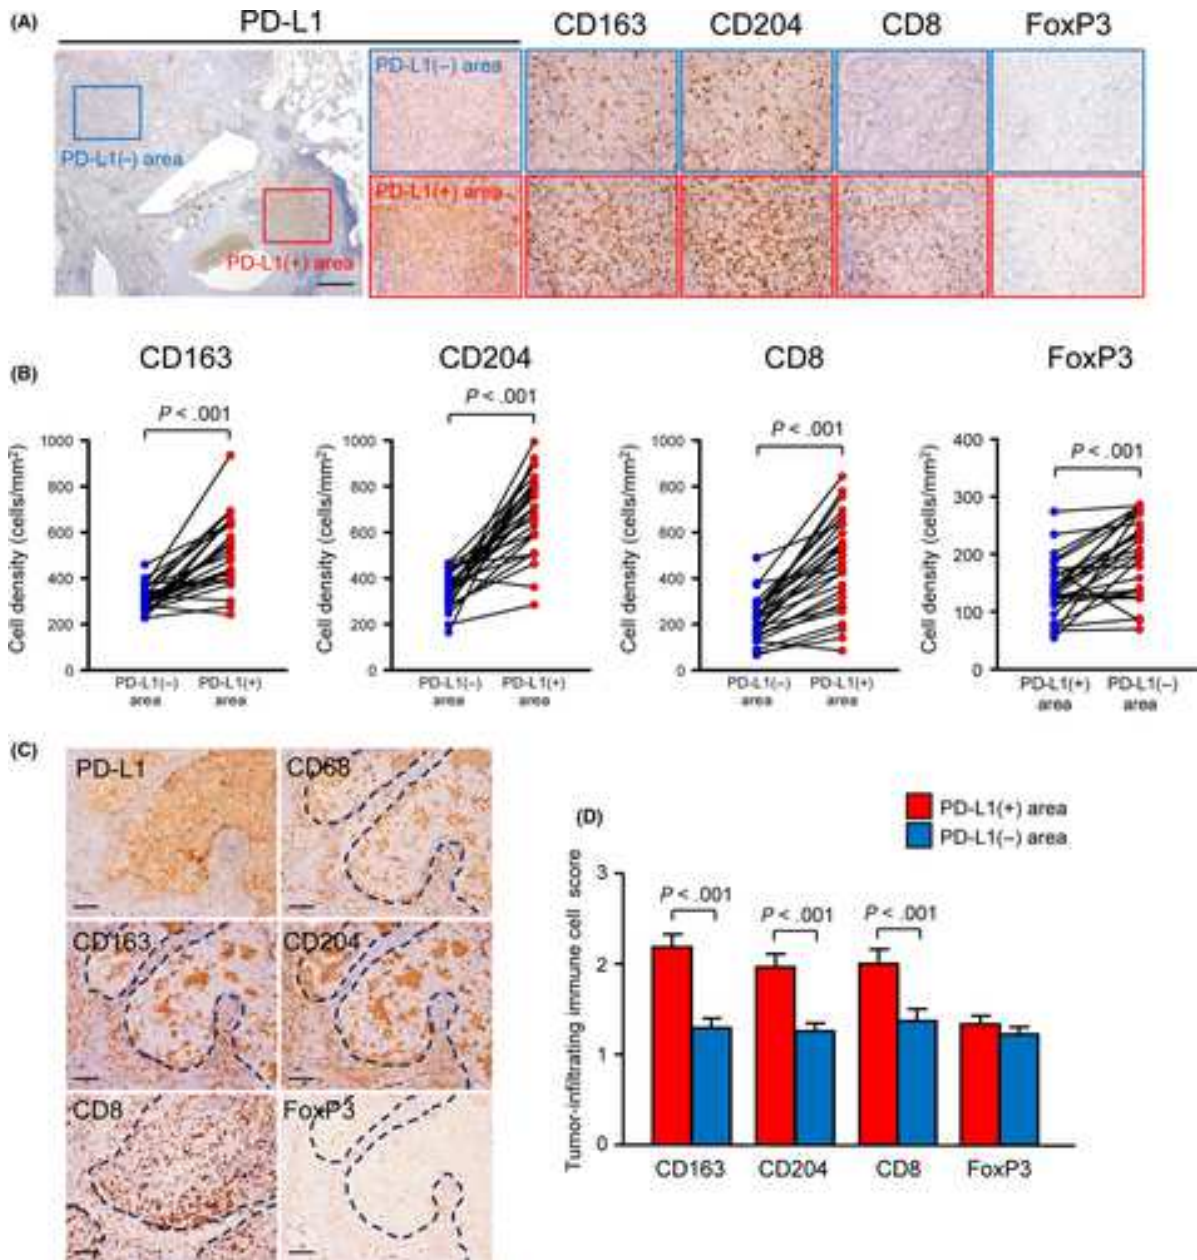 (A)
PD-L1
CD163 CD204 CD8 FoxP3
PD-L1(–) area
PD-L1(+) area
PD-L1(–) area
PD-L1(+) area
(B)
CD163
P < .001
Cell density (cells/mm²)
1000
800
600
400
200
0
PD-L1(–) area
PD-L1(+) area
CD204
P < .001
Cell density (cells/mm²)
1000
800
600
400
200
0
PD-L1(–) area
PD-L1(+) area
CD8
P < .001
Cell density (cells/mm²)
1000
800
600
400
200
0
PD-L1(–) area
PD-L1(+) area
FoxP3
P < .001
Cell density (cells/mm²)
400
300
200
100
0
PD-L1(+) area
PD-L1(–) area
(C)
PD-L1 CD68
CD163 CD204
CD8 FoxP3
(D)
PD-L1(+) area
PD-L1(–) area
Tumor-infiltrating immune cell score
3
2
1
0
P < .001
P < .001
P < .001
CD163 CD204 CD8 FoxP3